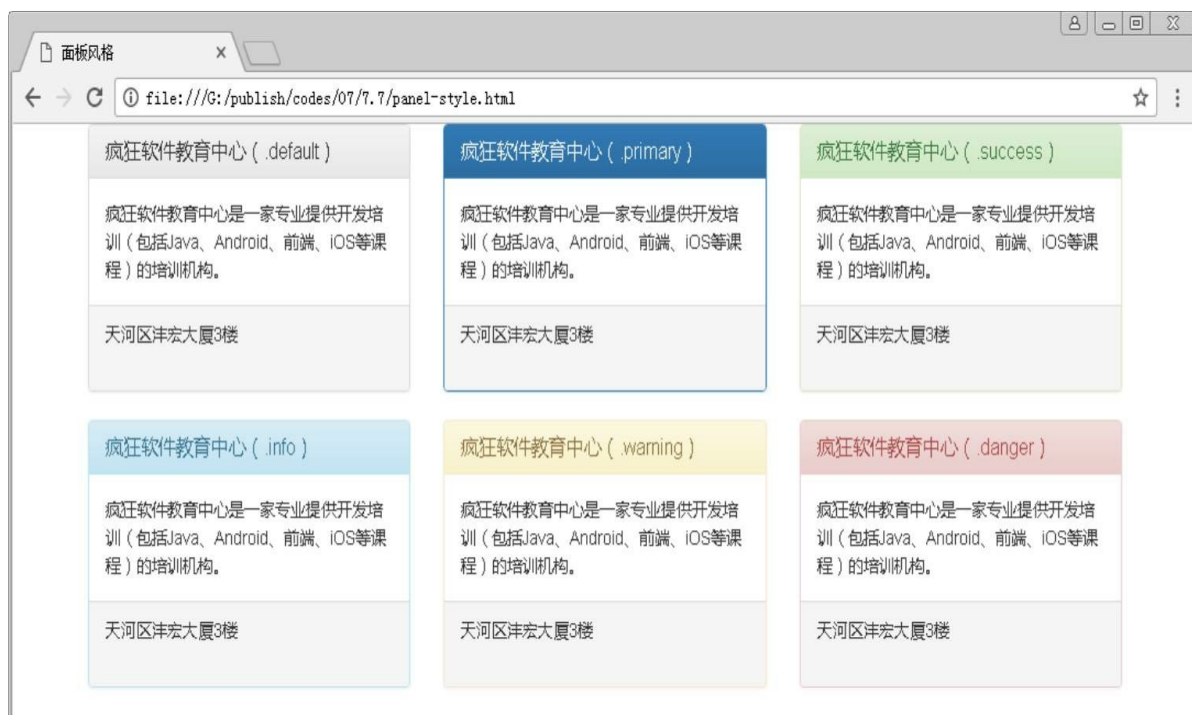 面板风格
file:///G:/publish/codes/07/7.7/panel-style.html
疯狂软件教育中心（.default）
疯狂软件教育中心是一家专业提供开发培
训（包括Java、Android、前端、iOS等课
程）的培训机构。
天河区沣宏大厦3楼
疯狂软件教育中心（.primary）
疯狂软件教育中心是一家专业提供开发培
训（包括Java、Android、前端、iOS等课
程）的培训机构。
天河区沣宏大厦3楼
疯狂软件教育中心（.success）
疯狂软件教育中心是一家专业提供开发培
训（包括Java、Android、前端、iOS等课
程）的培训机构。
天河区沣宏大厦3楼
疯狂软件教育中心（.info）
疯狂软件教育中心是一家专业提供开发培
训（包括Java、Android、前端、iOS等课
程）的培训机构。
天河区沣宏大厦3楼
疯狂软件教育中心（.warning）
疯狂软件教育中心是一家专业提供开发培
训（包括Java、Android、前端、iOS等课
程）的培训机构。
天河区沣宏大厦3楼
疯狂软件教育中心（.danger）
疯狂软件教育中心是一家专业提供开发培
训（包括Java、Android、前端、iOS等课
程）的培训机构。
天河区沣宏大厦3楼